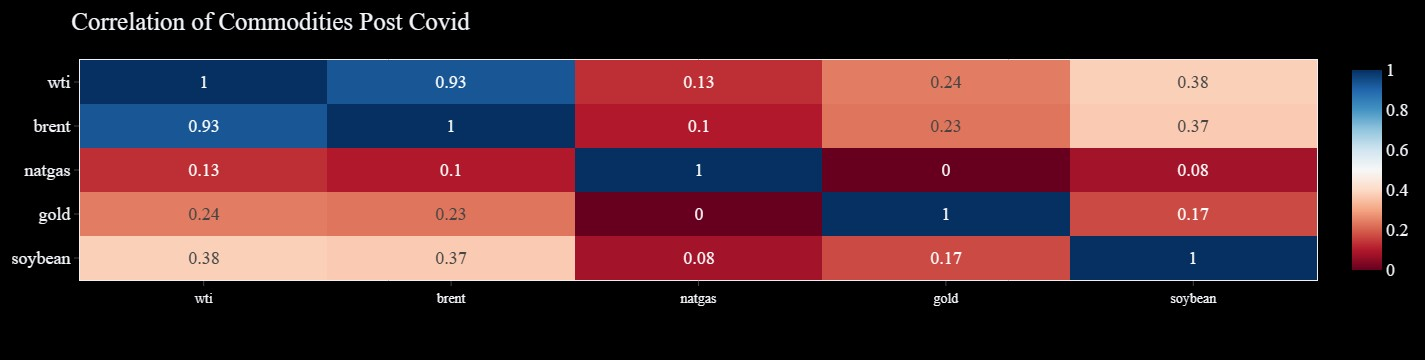 Correlation of Commodities Post Covid
wti 1 0.93 0.13 0.24 0.38
brent 0.93 1 0.1 0.23 0.37
natgas 0.13 0.1 1 0 0.08
gold 0.24 0.23 0 1 0.17
soybean 0.38 0.37 0.08 0.17 1
wti brent natgas gold soybean
1
0.8
0.6
0.4
0.2
0